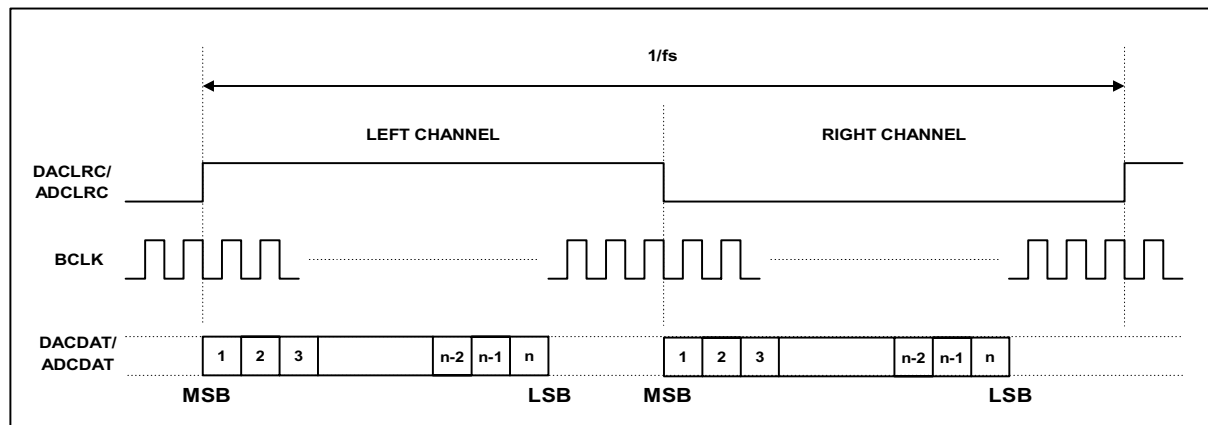 1/fs
LEFT CHANNEL RIGHT CHANNEL
DACLRC/
ADCLRC
BCLK
DACDAT/
ADCDAT
1 2 3 n-2 n-1 n 1 2 3 n-2 n-1 n
MSB LSB MSB LSB